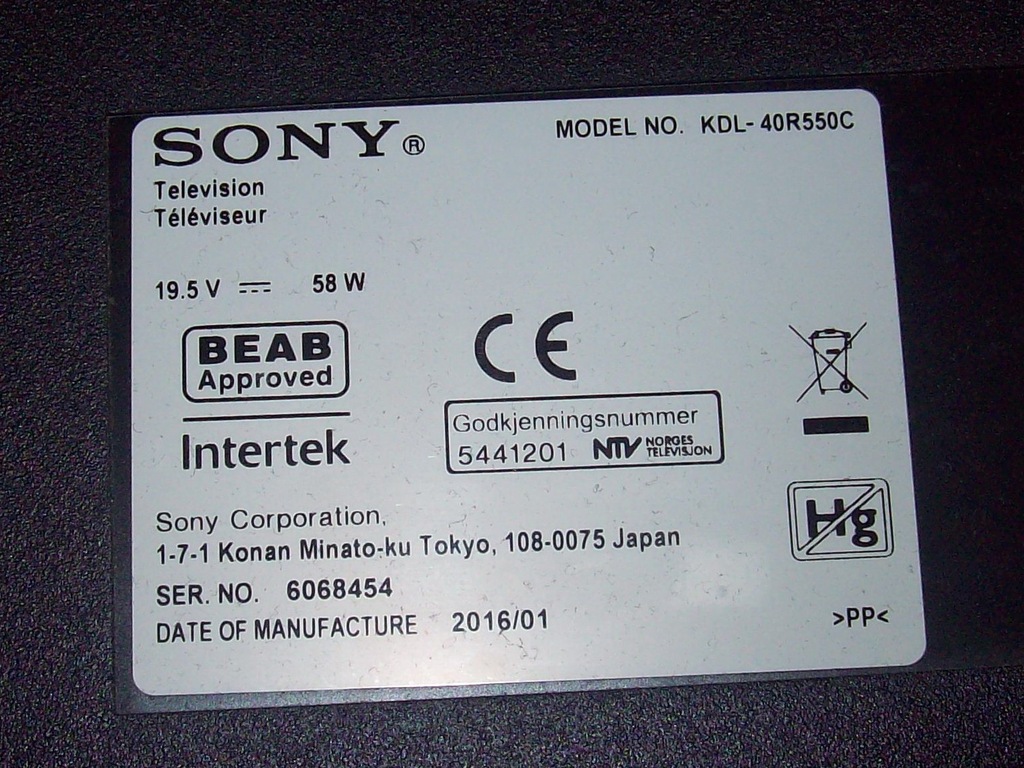 SONY®
MODEL NO. KDL-40R550C
Television
Téléviseur
19.5 V ⎓ 58 W
BEAB
Approved
Intertek
CE
Godkjenningsnummer
5441201 NTV NORGES TELEVISJON
Hg
Sony Corporation,
1-7-1 Konan Minato-ku Tokyo, 108-0075 Japan
SER. NO. 6068454
DATE OF MANUFACTURE 2016/01
>PP<